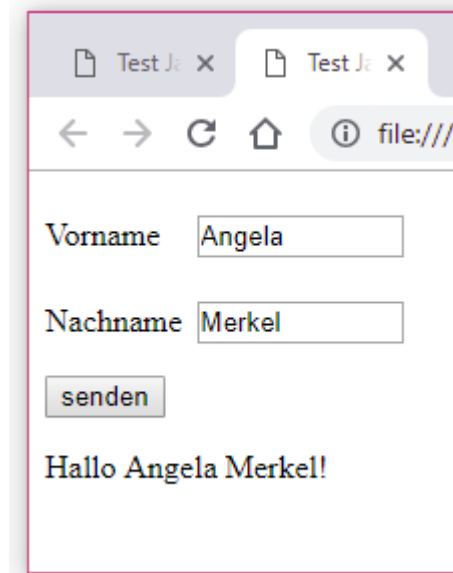 Test Ja Test Ja
file:///
Vorname Angela
Nachname Merkel
senden
Hallo Angela Merkel!